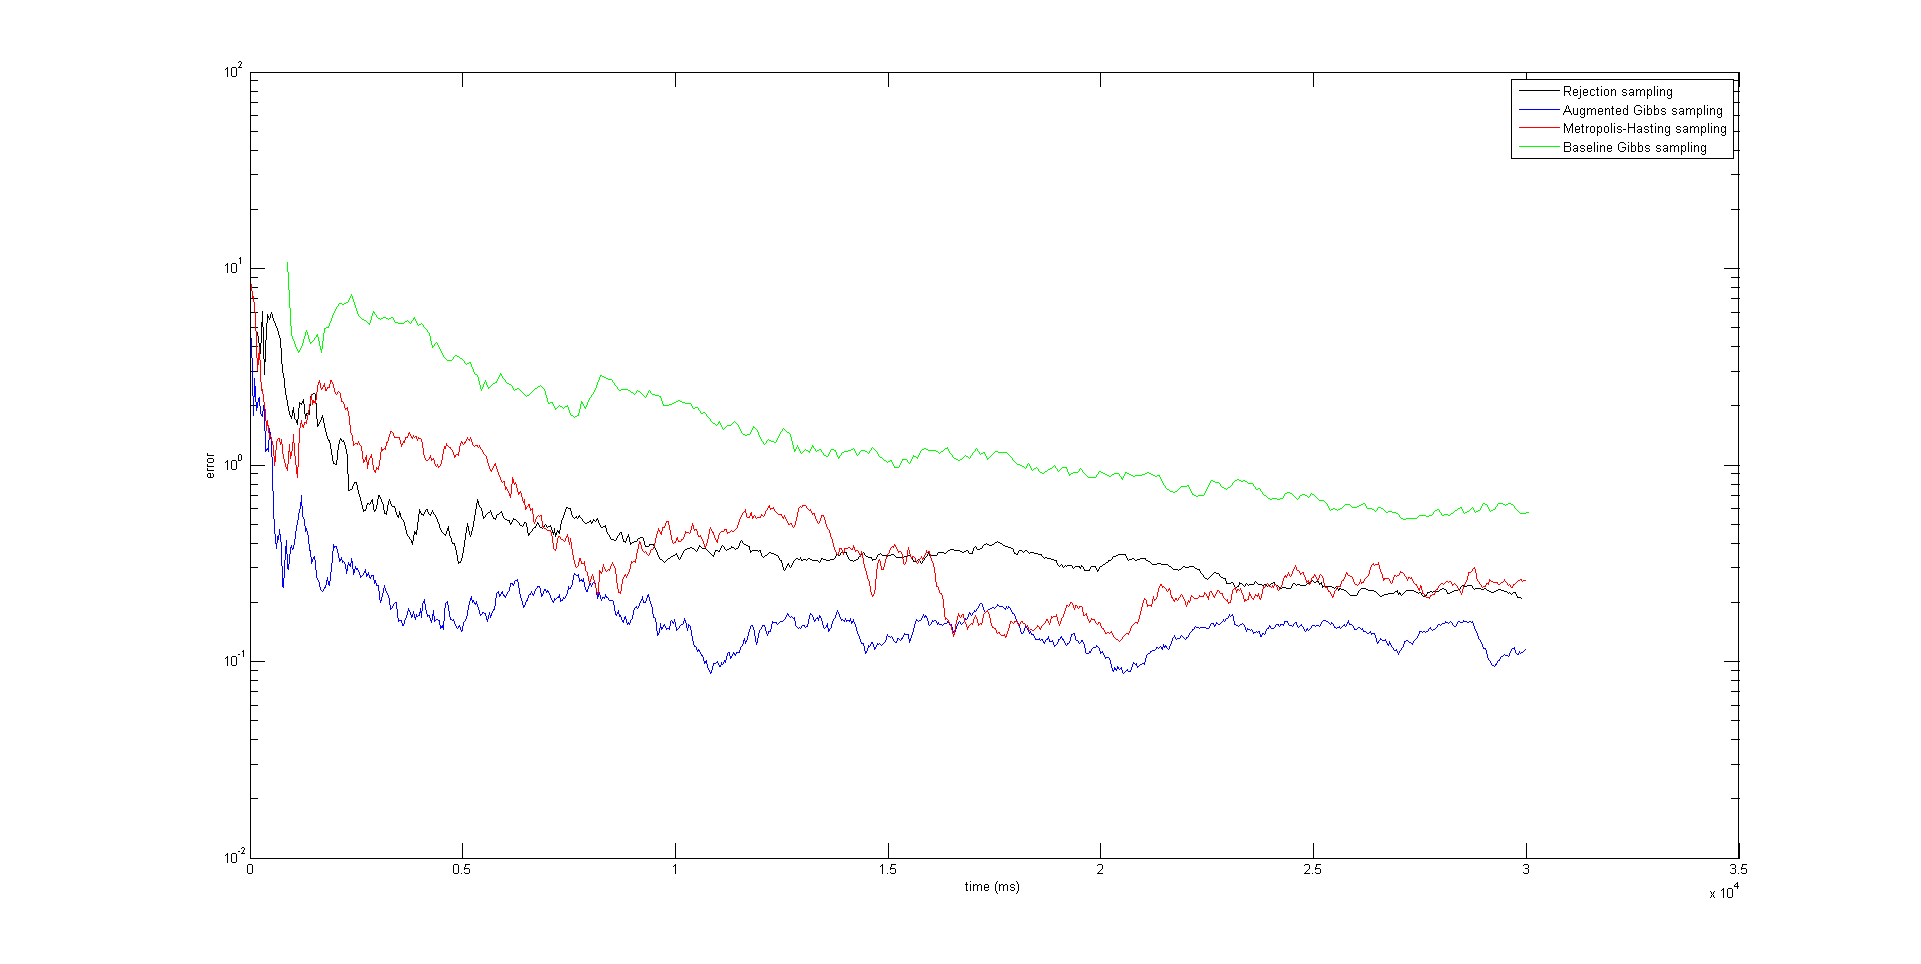 10^2
10^1
10^0
10^-1
10^-2
error
0 0.5 1 1.5 2 2.5 3 3.5
time (ms)
x 10^4
Rejection sampling
Augmented Gibbs sampling
Metropolis-Hasting sampling
Baseline Gibbs sampling